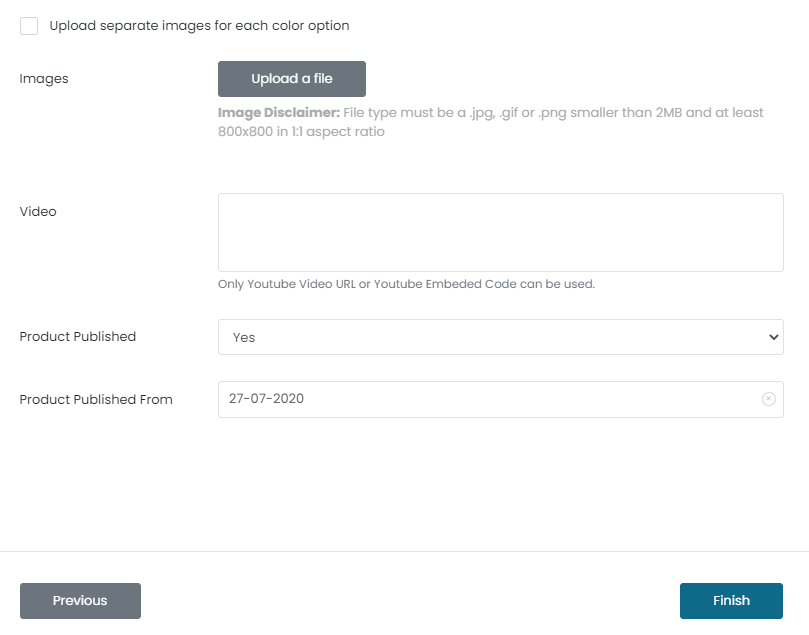 Upload separate images for each color option
Images
Upload a file
Image Disclaimer: File type must be a .jpg, .gif or .png smaller than 2MB and at least
800x800 in 1:1 aspect ratio
Video
Only Youtube Video URL or Youtube Embeded Code can be used.
Product Published
Yes
Product Published From
27-07-2020
Previous
Finish